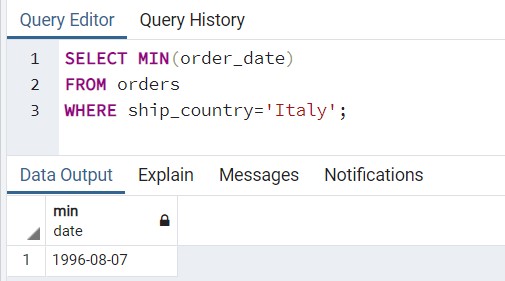 Query Editor Query History
1 SELECT MIN(order_date)
2 FROM orders
3 WHERE ship_country='Italy';
Data Output Explain Messages Notifications
min
date
1 1996-08-07